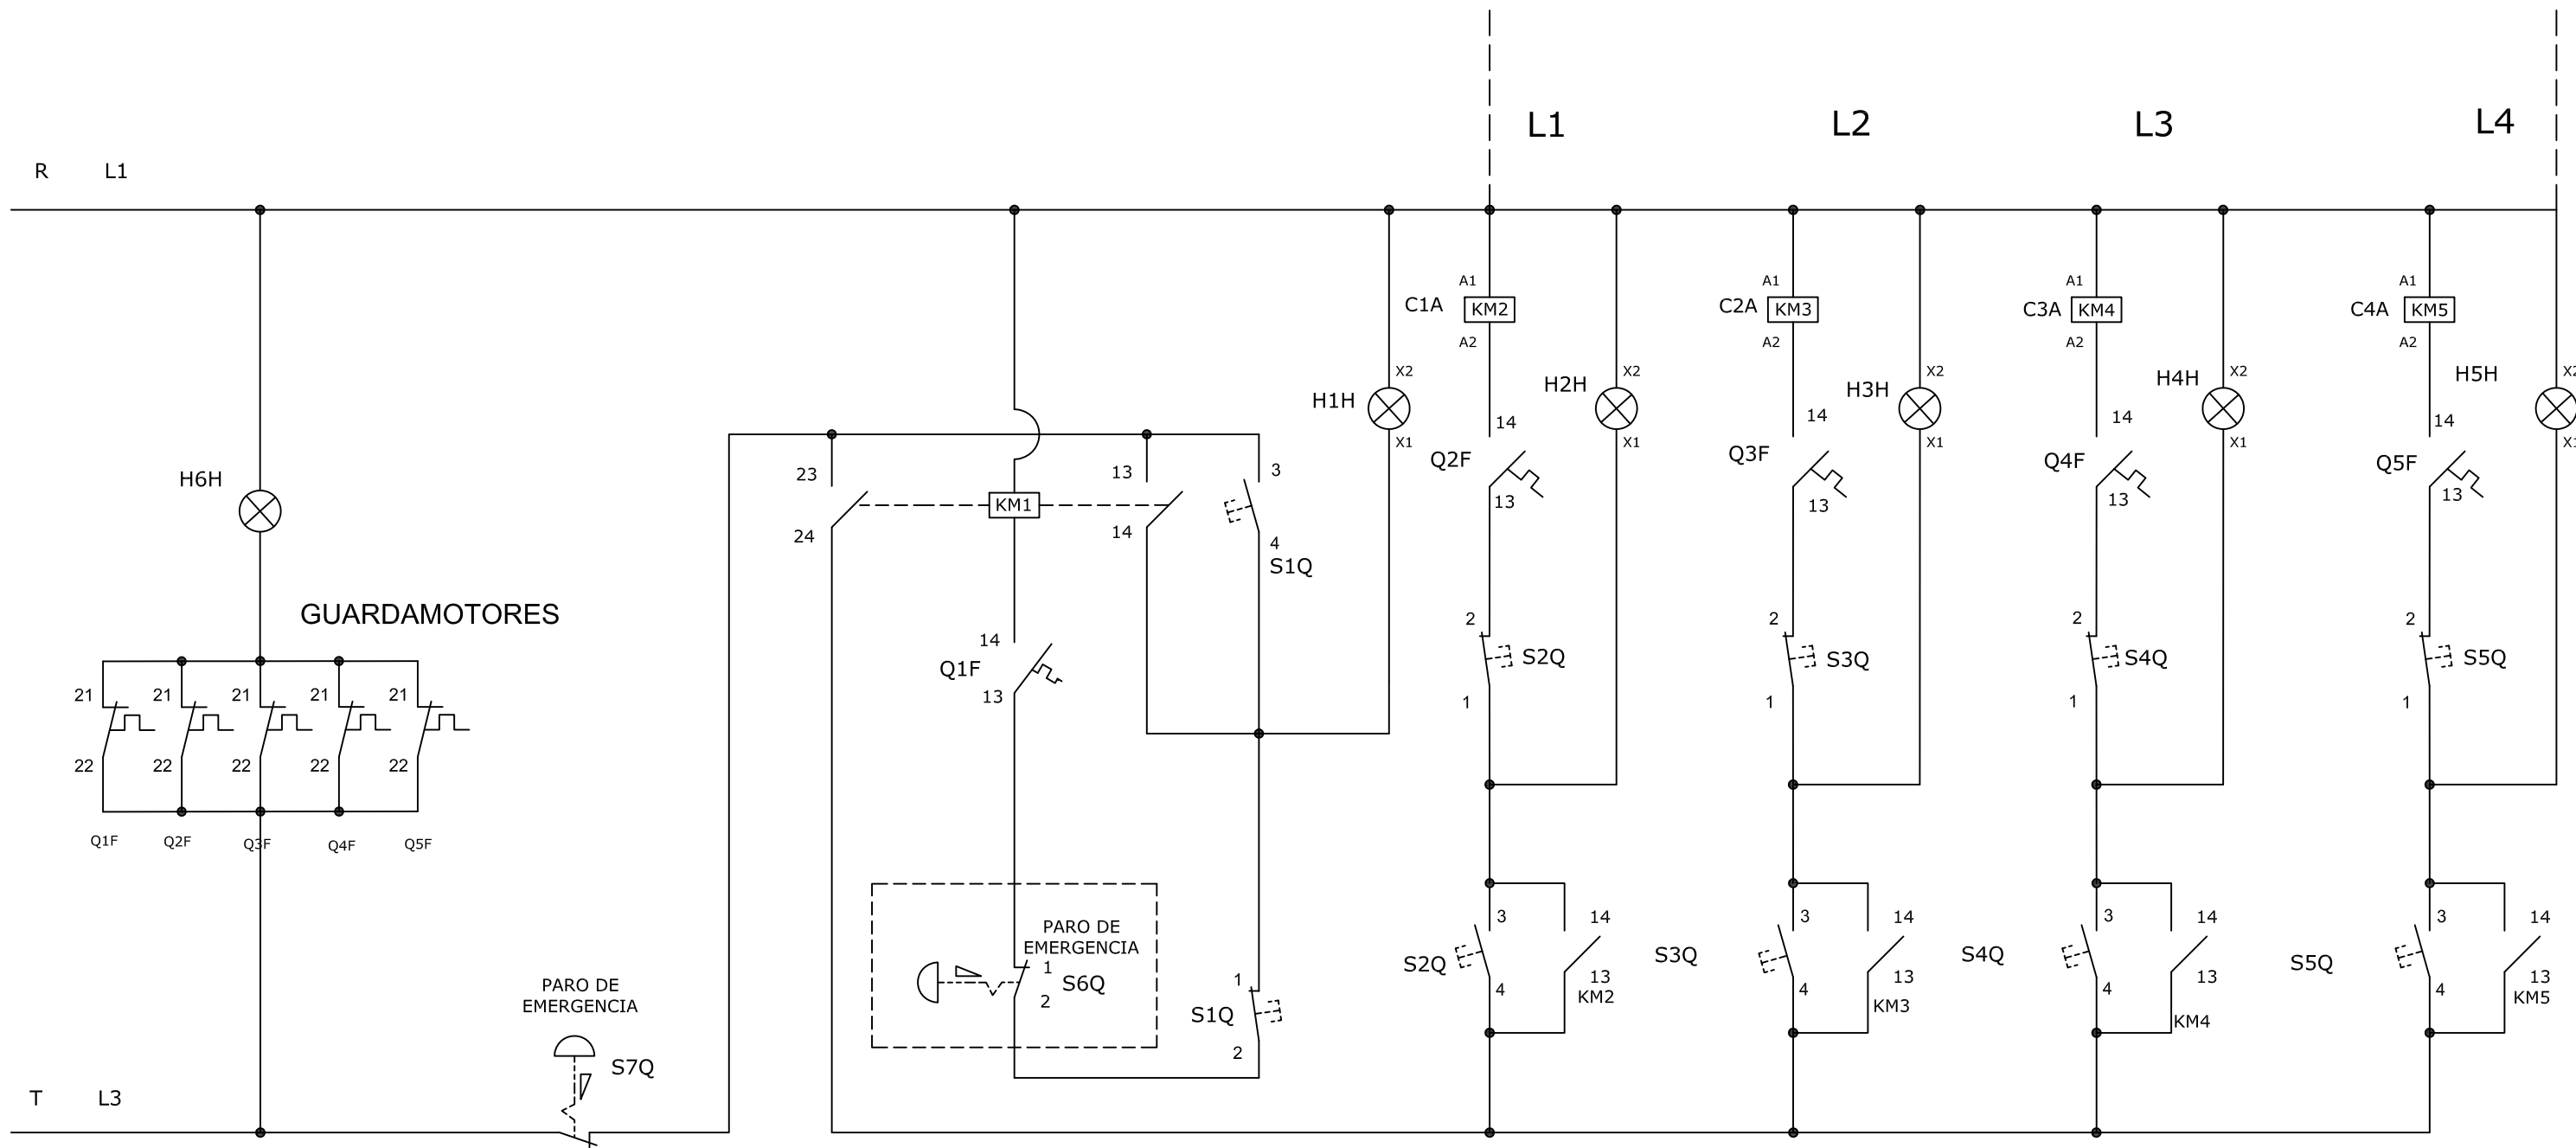 L1 L2 L3 L4
R L1
A1 A1 A1 A1
C1A KM2 C2A KM3 C3A KM4 C4A KM5
A2 A2 A2 A2
X2 X2 X2 X2 X2
H1H H2H H3H H4H H5H
X1 X1 X1 X1 X1
14 14 14 14
Q2F Q3F Q4F Q5F
13 13 13 13
H6H
23 13 3
KM1
24 14 4
S1Q
GUARDAMOTORES
14
Q1F
13
2 2 2 2
S2Q S3Q S4Q S5Q
1 1 1 1
21 21 21 21 21
22 22 22 22 22
Q1F Q2F Q3F Q4F Q5F
PARO DE
EMERGENCIA
1
S6Q
2
1
S1Q
2
3 14 3 14 3 14 3 14
S2Q S3Q S4Q S5Q
4 13 4 13 4 13 4 13
KM2 KM3 KM4 KM5
PARO DE
EMERGENCIA
S7Q
T L3